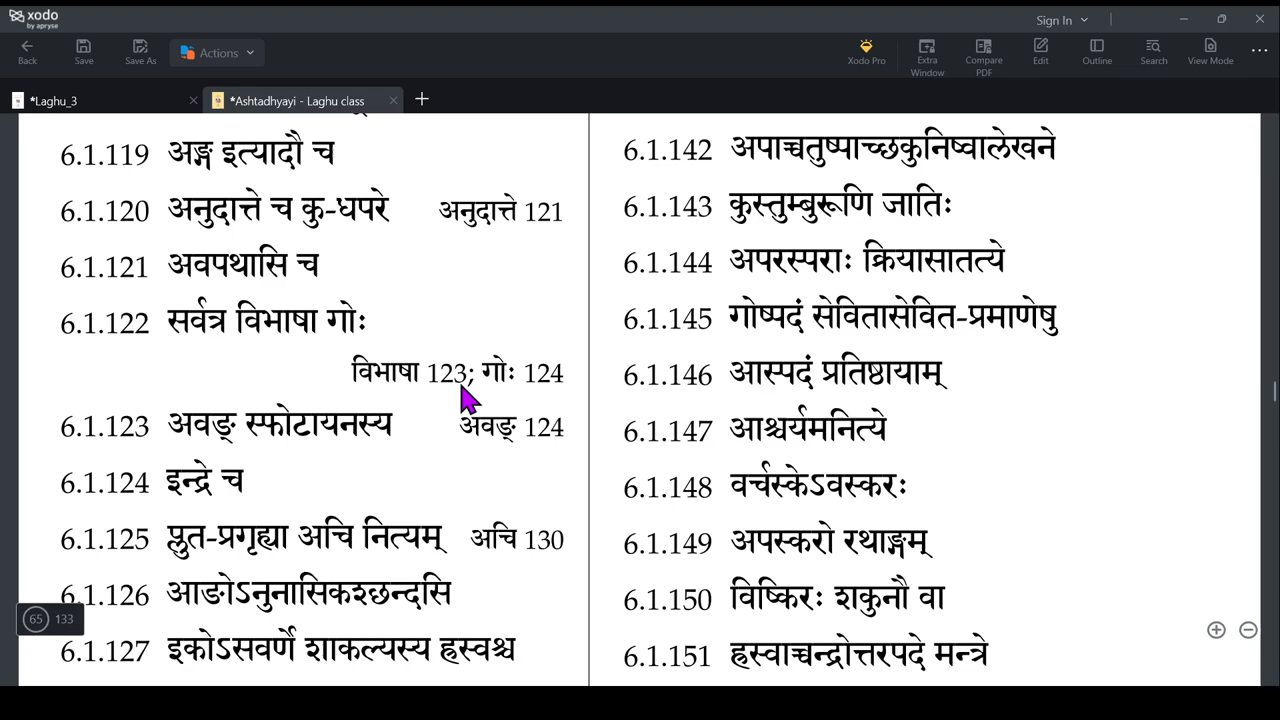 xodo
by apryse
Sign In
Back
Save
Save As
Actions
Xodo Pro
Extra Window
Compare PDF
Edit
Outline
Search
View Mode
*Laghu_3
*Ashtadhyayi - Laghu class
6.1.119 अङ्ग इत्यादौ च
6.1.120 अनुदात्ते च कु-धपरे अनुदात्ते 121
6.1.121 अवपथासि च
6.1.122 सर्वत्र विभाषा गोः
विभाषा 123; गोः 124
6.1.123 अवङ् स्फोटायनस्य अवङ् 124
6.1.124 इन्द्रे च
6.1.125 प्लुत-प्रगृह्या अचि नित्यम् अचि 130
6.1.126 आङोऽनुनासिकश्छन्दसि
6.1.127 इकोऽसवर्णे शाकल्यस्य ह्रस्वश्च
65 133
6.1.142 अपाच्चतुष्पाच्छकुनिष्वालेखने
6.1.143 कुस्तुम्बुरूणि जातिः
6.1.144 अपरस्पराः क्रियासातत्ये
6.1.145 गोष्पदं सेवितासेवित-प्रमाणेषु
6.1.146 आस्पदं प्रतिष्ठायाम्
6.1.147 आश्चर्यमनित्ये
6.1.148 वर्चस्केऽवस्करः
6.1.149 अपस्करो रथाङ्गम्
6.1.150 विष्किरः शकुनौ वा
6.1.151 ह्रस्वाच्चन्द्रोत्तरपदे मन्त्रे